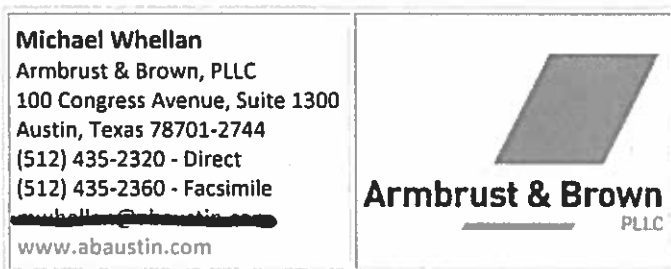 Michael Whellan
Armbrust & Brown, PLLC
100 Congress Avenue, Suite 1300
Austin, Texas 78701-2744
(512) 435-2320 - Direct
(512) 435-2360 - Facsimile
www.abaustin.com
Armbrust & Brown
PLLC